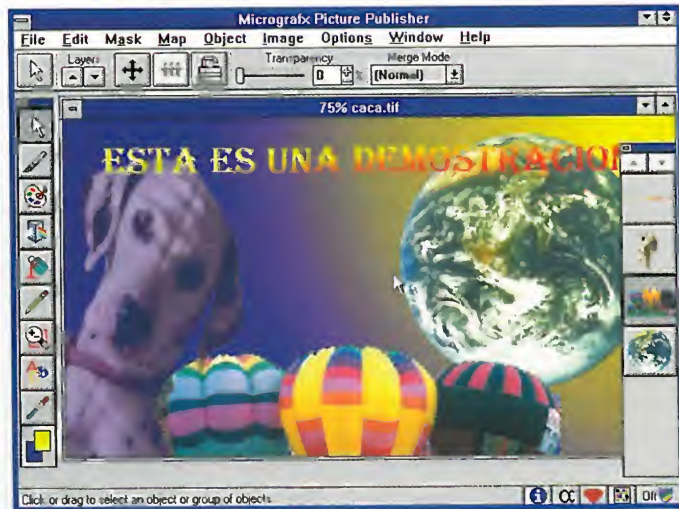 Micrografx Picture Publisher
File Edit Mask Map Object Image Options Window Help
Layers Transparency Merge Mode
0 % (Normal)
75% caca.tif
ESTA ES UNA DEMOSTRACION
Click or drag to select an object or group of objects. Off